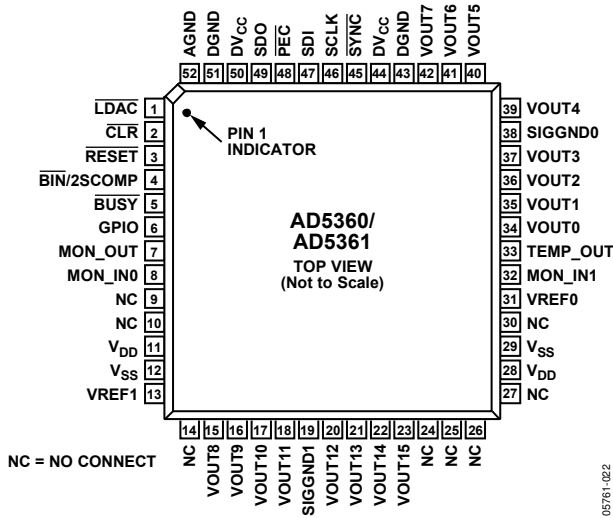 AGND
DGND
DVCC
SDO
PEC
SDI
SCLK
SYNC
DVCC
DGND
VOUT7
VOUT6
VOUT5
52 51 50 49 48 47 46 45 44 43 42 41 40
LDAC 1
CLR 2
RESET 3
BIN/2SCOMP 4
BUSY 5
GPIO 6
MON_OUT 7
MON_IN0 8
NC 9
NC 10
VDD 11
VSS 12
VREF1 13
PIN 1
INDICATOR
AD5360/
AD5361
TOP VIEW
(Not to Scale)
39 VOUT4
38 SIGGND0
37 VOUT3
36 VOUT2
35 VOUT1
34 VOUT0
33 TEMP_OUT
32 MON_IN1
31 VREF0
30 NC
29 VSS
28 VDD
27 NC
14 15 16 17 18 19 20 21 22 23 24 25 26
NC
VOUT8
VOUT9
VOUT10
VOUT11
SIGGND1
VOUT12
VOUT13
VOUT14
VOUT15
NC
NC
NC
NC = NO CONNECT
05761-022